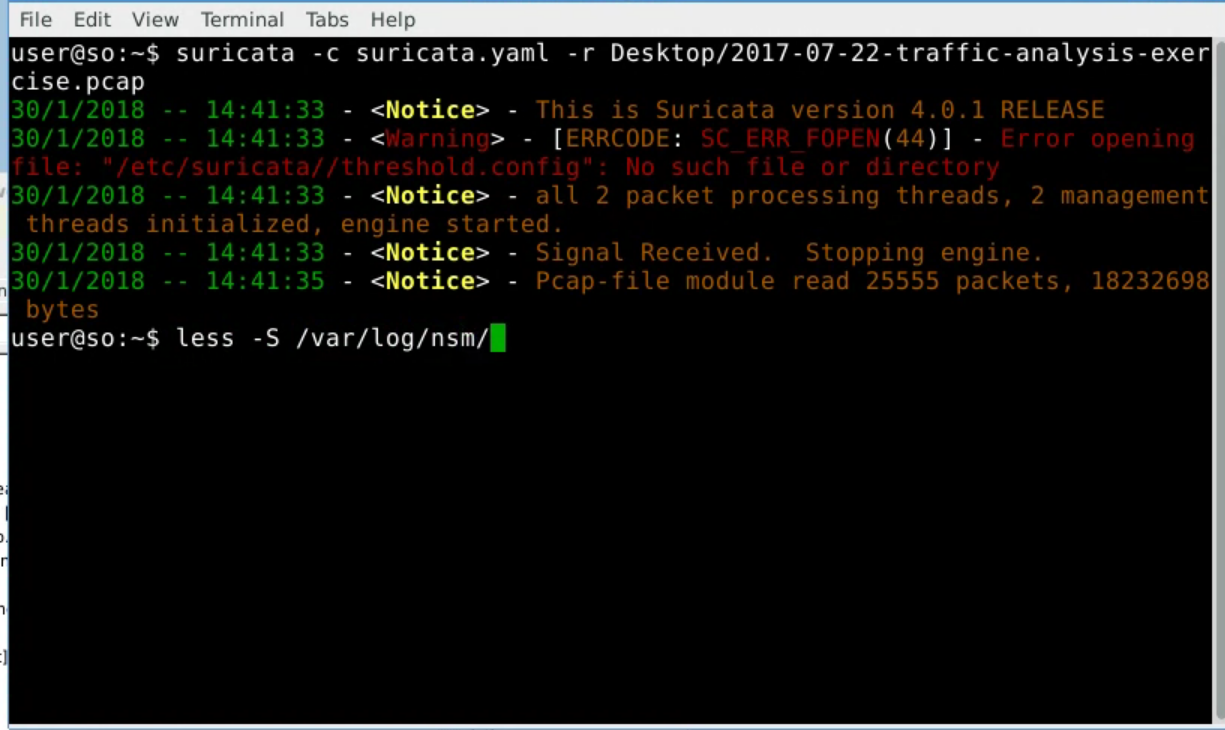 File Edit View Terminal Tabs Help
user@so:~$ suricata -c suricata.yaml -r Desktop/2017-07-22-traffic-analysis-exer
cise.pcap
30/1/2018 -- 14:41:33 - <Notice> - This is Suricata version 4.0.1 RELEASE
30/1/2018 -- 14:41:33 - <Warning> - [ERRCODE: SC_ERR_FOPEN(44)] - Error opening
file: "/etc/suricata//threshold.config": No such file or directory
30/1/2018 -- 14:41:33 - <Notice> - all 2 packet processing threads, 2 management
threads initialized, engine started.
30/1/2018 -- 14:41:33 - <Notice> - Signal Received.  Stopping engine.
30/1/2018 -- 14:41:35 - <Notice> - Pcap-file module read 25555 packets, 18232698
bytes
user@so:~$ less -S /var/log/nsm/